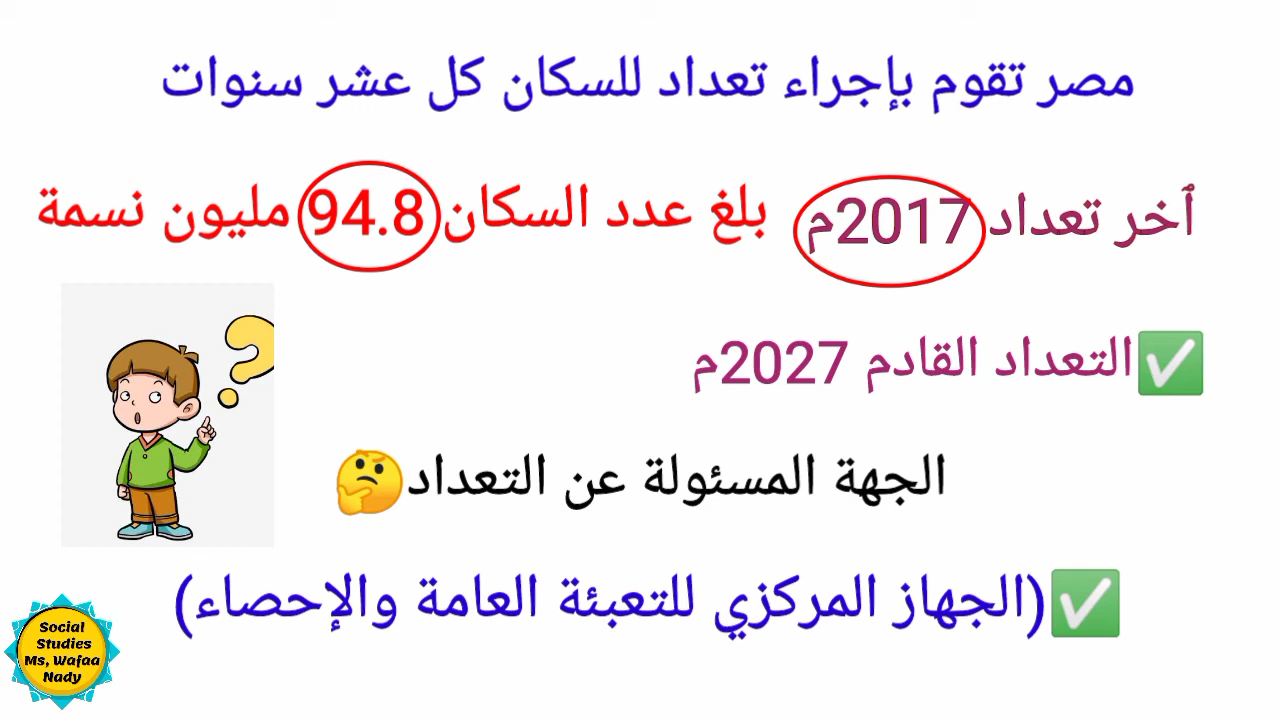 مصر تقوم بإجراء تعداد للسكان كل عشر سنوات
آخر تعداد 2017م بلغ عدد السكان 94.8 مليون نسمة
✅التعداد القادم 2027م
الجهة المسئولة عن التعداد🤔
✅(الجهاز المركزي للتعبئة العامة والإحصاء)
Social
Studies
Ms, Wafaa
Nady